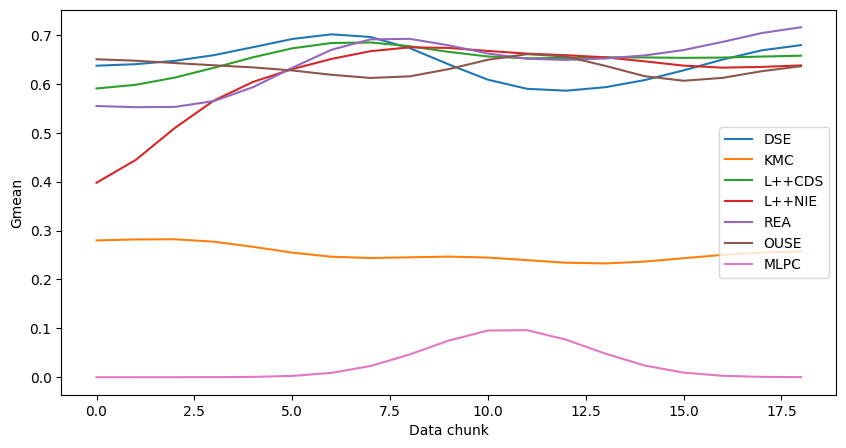 Gmean
0.7
0.6
0.5
0.4
0.3
0.2
0.1
0.0
DSE
KMC
L++CDS
L++NIE
REA
OUSE
MLPC
0.0 2.5 5.0 7.5 10.0 12.5 15.0 17.5
Data chunk